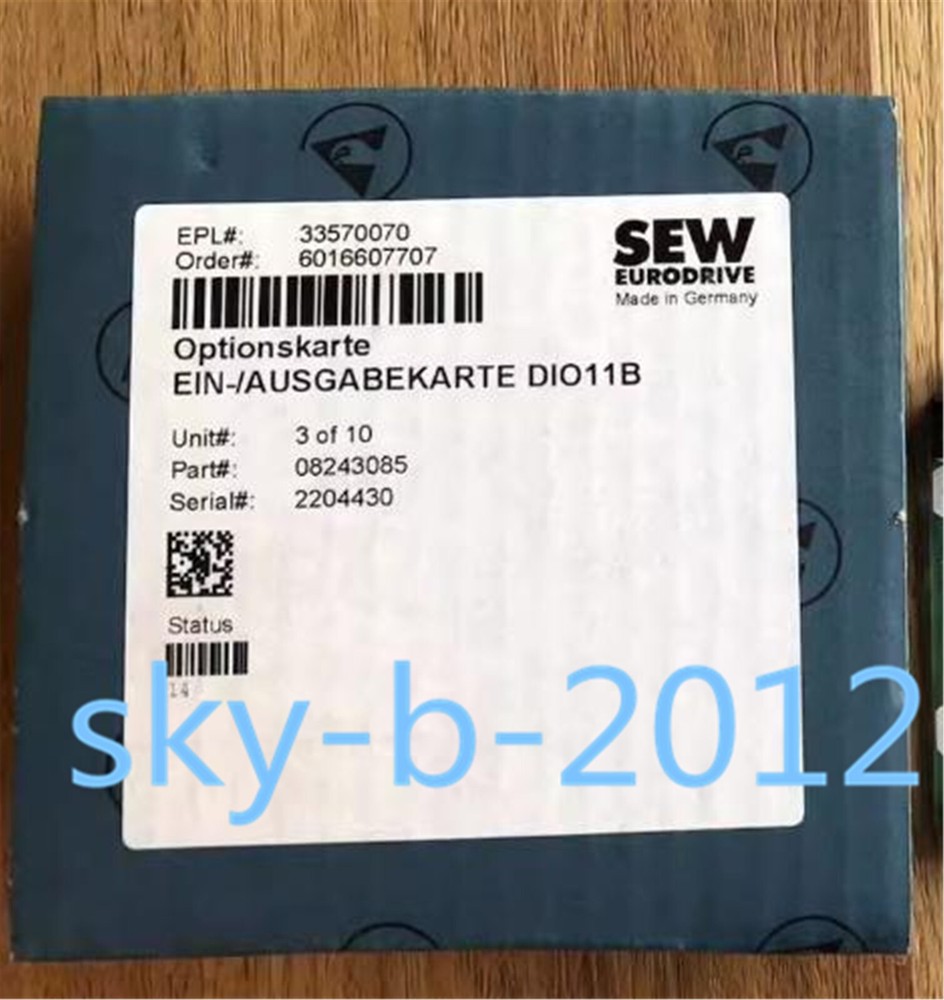 EPL#: 33570070
Order#: 6016607707
SEW
EURODRIVE
Made in Germany
Optionskarte
EIN-/AUSGABEKARTE DIO11B
Unit#: 3 of 10
Part#: 08243085
Serial#: 2204430
Status
14
sky-b-2012